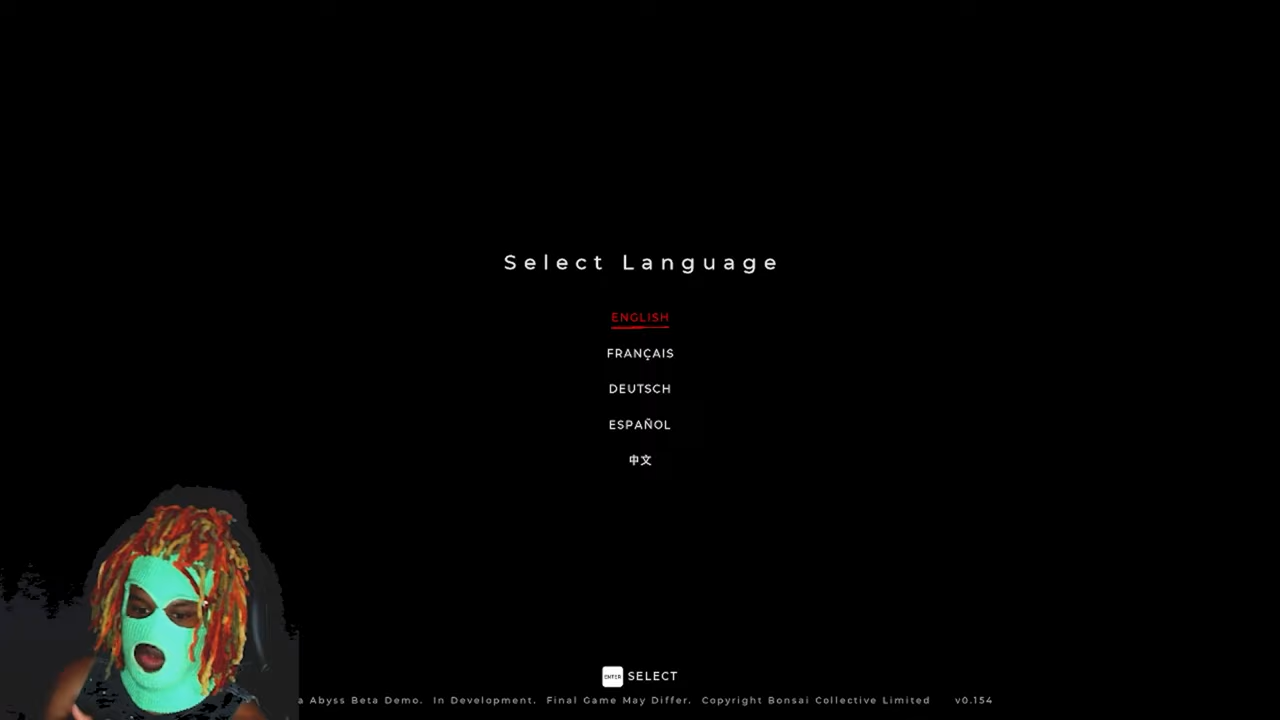 Select Language
ENGLISH
FRANÇAIS
DEUTSCH
ESPAÑOL
中文
ENTER SELECT
a Abyss Beta Demo. In Development. Final Game May Differ. Copyright Bonsai Collective Limited v0.154